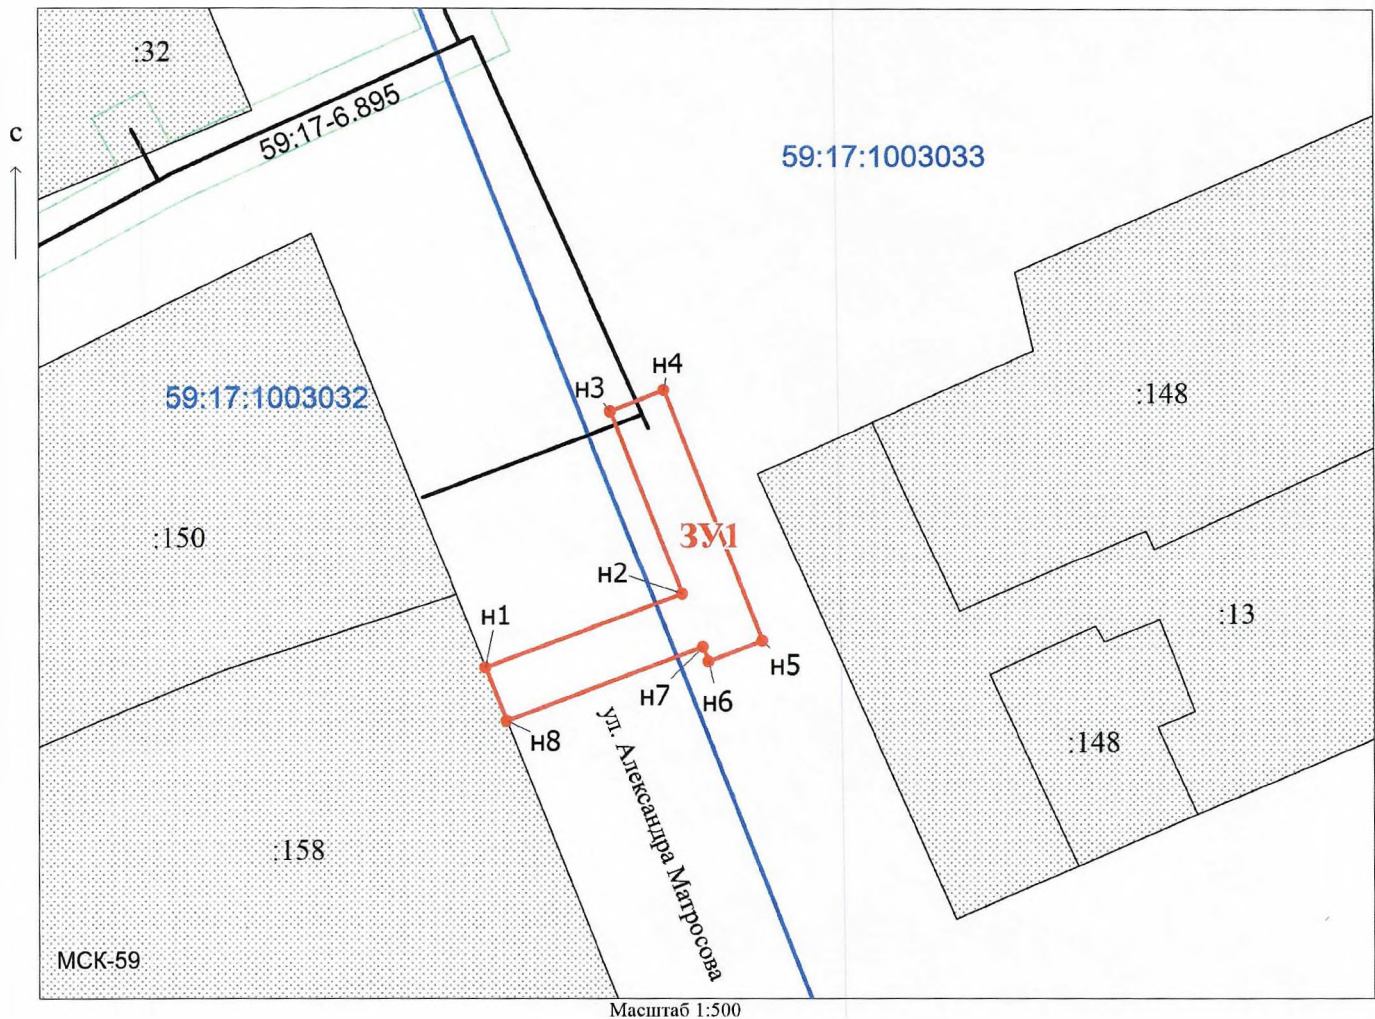 :32
59:17-6.895
с
59:17:1003033
н4
н3
59:17:1003032
:148
ЗУ1
:150
н2
:13
н1
н5
н7
н6
н8
:148
ул. Александра Матросова
:158
МСК-59
Масштаб 1:500